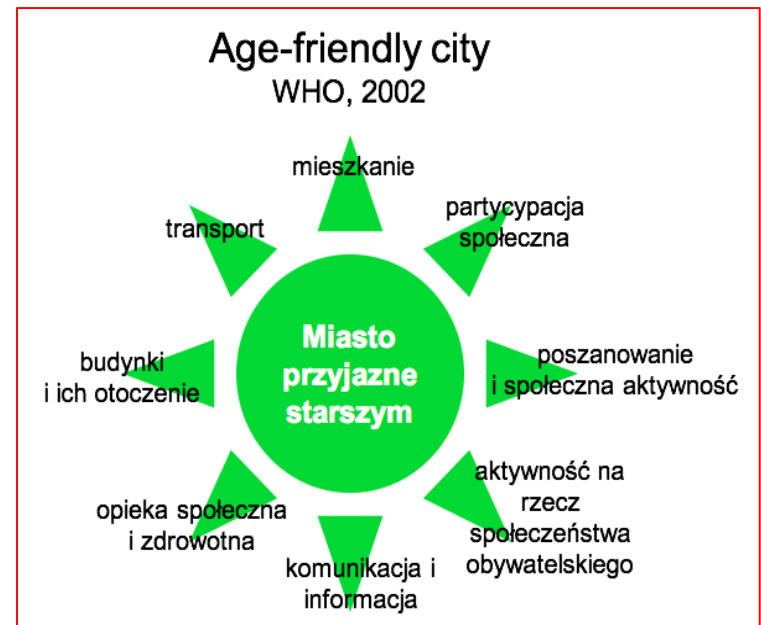 Age-friendly city
WHO, 2002
mieszkanie
partycypacja
społeczna
transport
Miasto
przyjazne
starszym
poszanowanie
i społeczna aktywność
budynki
i ich otoczenie
aktywność na
rzecz
społeczeństwa
obywatelskiego
opieka społeczna
i zdrowotna
komunikacja i
informacja